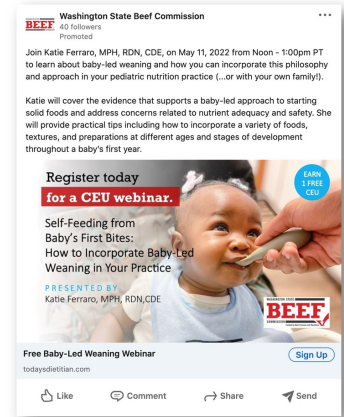 Washington State Beef Commission
BEEF
40 followers
Promoted
Join Katie Ferraro, MPH, RDN, CDE, on May 11, 2022 from Noon - 1:00pm PT
to learn about baby-led weaning and how you can incorporate this philosophy
and approach in your pediatric nutrition practice (...or with your own family!).
Katie will cover the evidence that supports a baby-led approach to starting
solid foods and address concerns related to nutrient adequacy and safety. She
will provide practical tips including how to incorporate a variety of foods,
textures, and preparations at different ages and stages of development
throughout a baby's first year.
Register today
for a CEU webinar.
EARN
1 FREE
CEU
Self-Feeding from
Baby's First Bites:
How to Incorporate Baby-Led
Weaning in Your Practice
PRESENTED BY
Katie Ferraro, MPH, RDN,CDE
WASHINGTON STATE
BEEF
COMMISSION
Free Baby-Led Weaning Webinar
Sign Up
todaysdietitian.com
Like
Comment
Share
Send